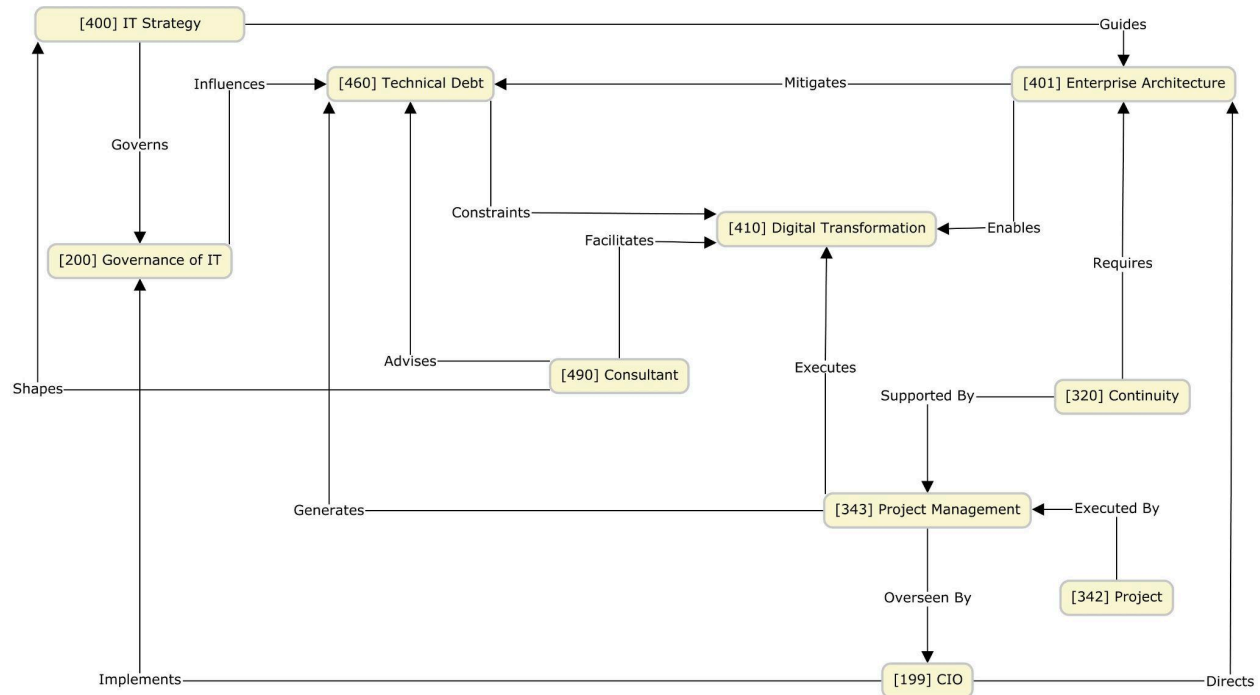 [400] IT Strategy
Guides
Influences
[460] Technical Debt
Mitigates
[401] Enterprise Architecture
Governs
Constraints
[410] Digital Transformation
Enables
Facilitates
[200] Governance of IT
Requires
Advises
[490] Consultant
Executes
Shapes
Supported By
[320] Continuity
Generates
[343] Project Management
Executed By
Overseen By
[342] Project
Implements
[199] CIO
Directs